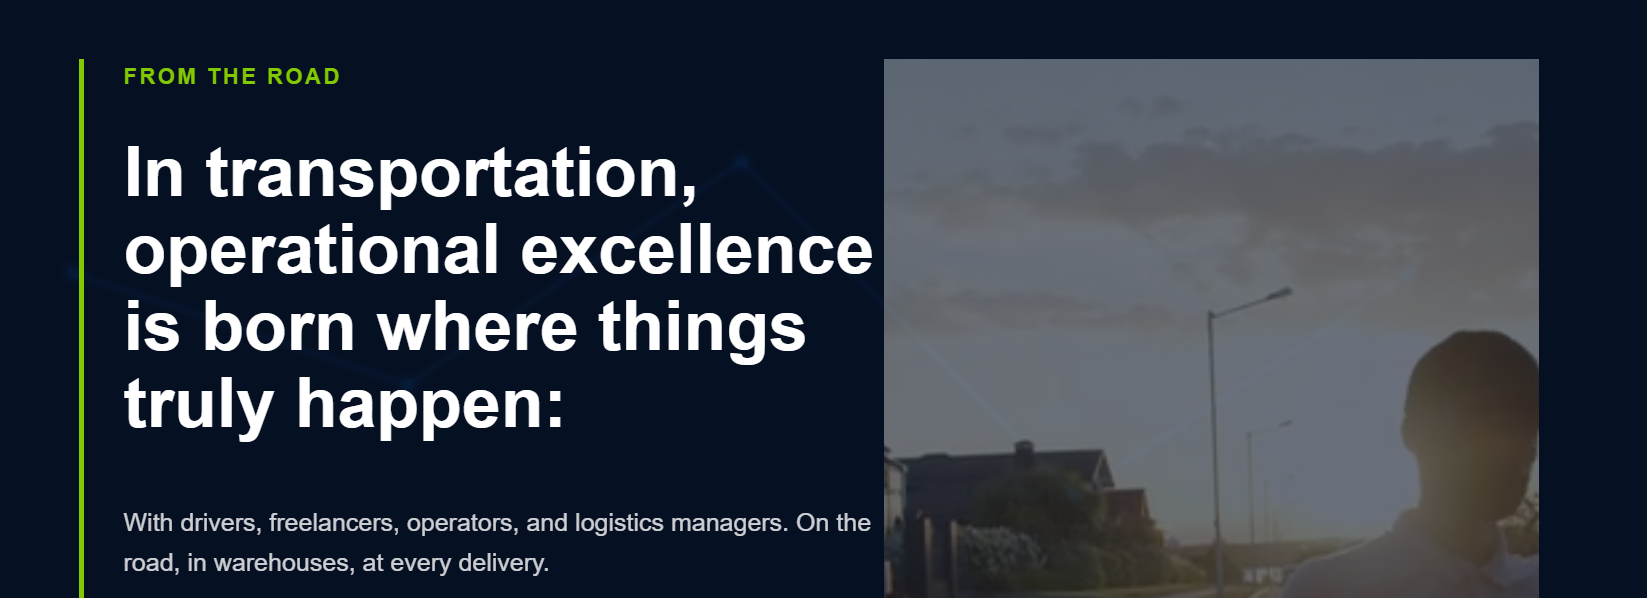 FROM THE ROAD
In transportation,
operational excellence
is born where things
truly happen:
With drivers, freelancers, operators, and logistics managers. On the
road, in warehouses, at every delivery.